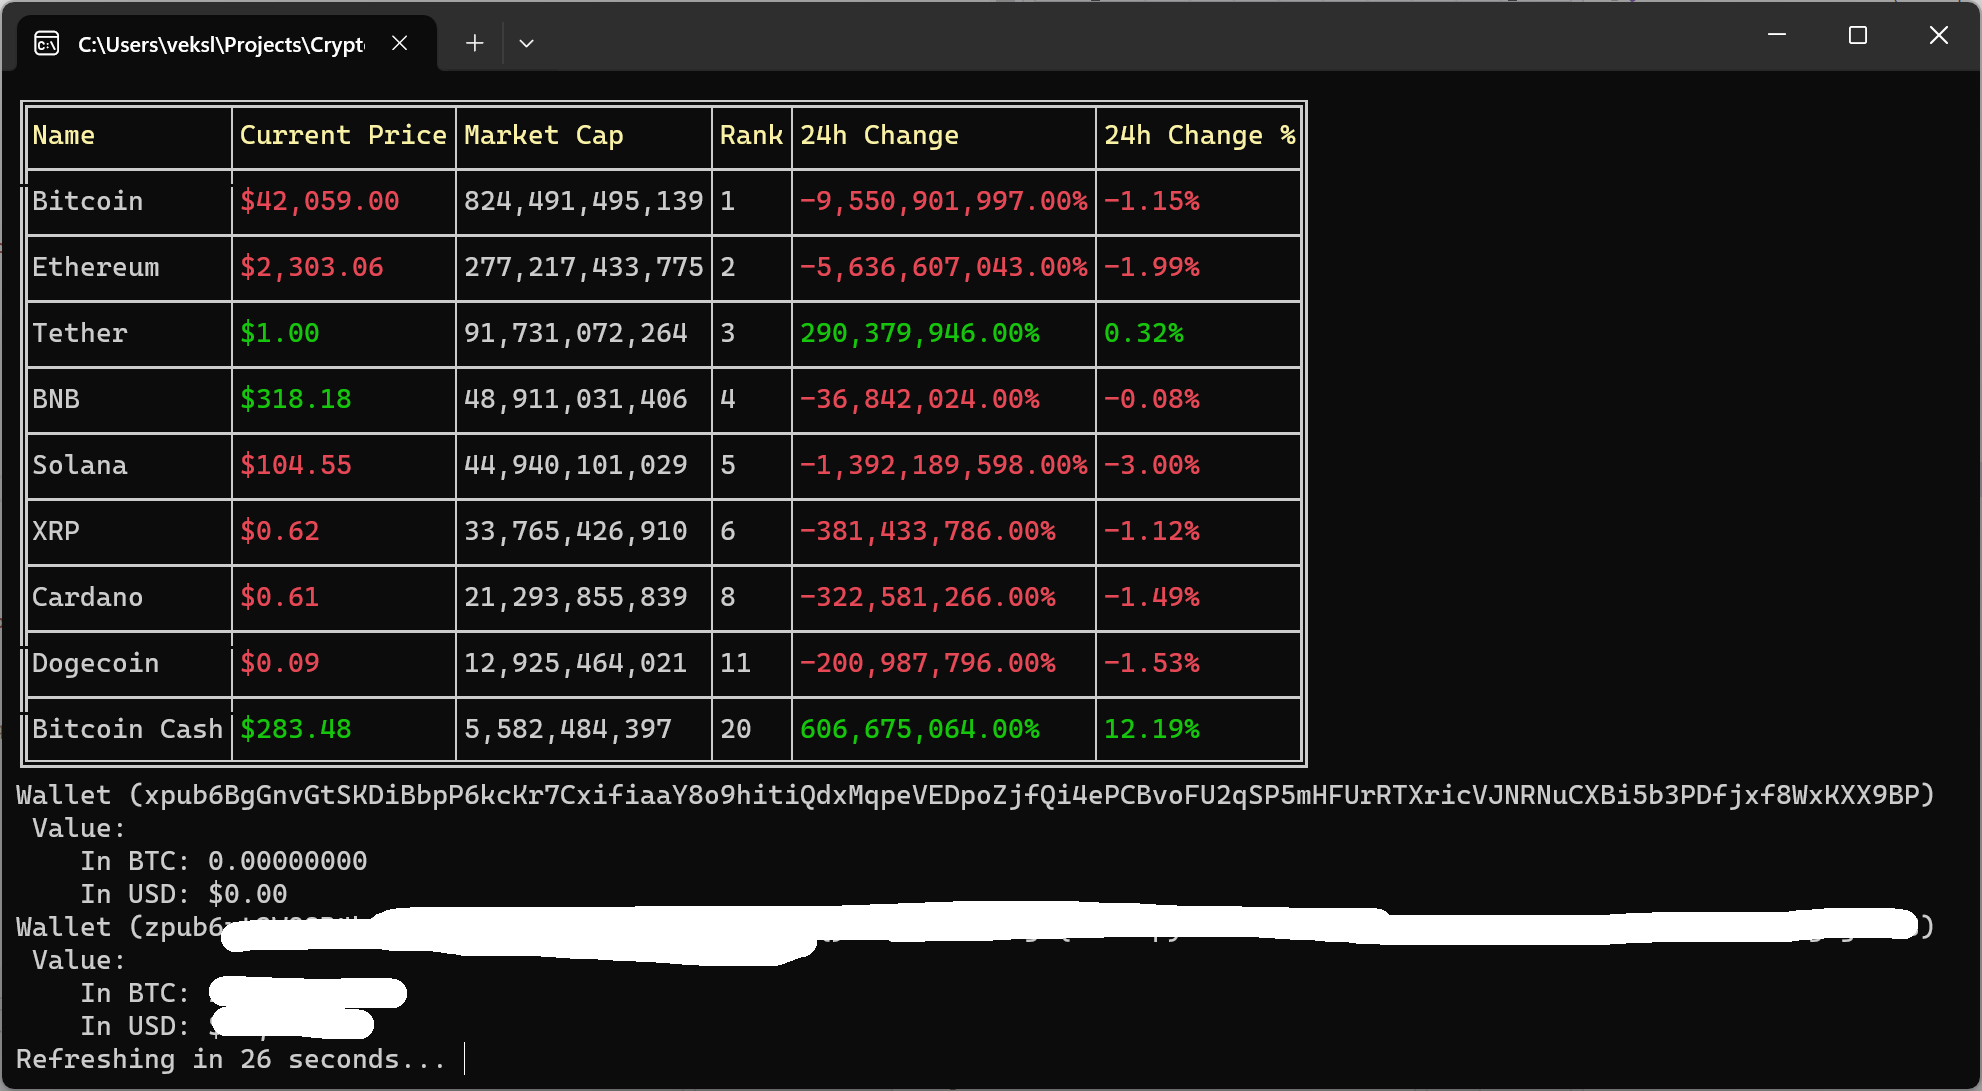 C:\Users\veksl\Projects\Crypt
Name Current Price Market Cap Rank 24h Change 24h Change %
Bitcoin $42,059.00 824,491,495,139 1 -9,550,901,997.00% -1.15%
Ethereum $2,303.06 277,217,433,775 2 -5,636,607,043.00% -1.99%
Tether $1.00 91,731,072,264 3 290,379,946.00% 0.32%
BNB $318.18 48,911,031,406 4 -36,842,024.00% -0.08%
Solana $104.55 44,940,101,029 5 -1,392,189,598.00% -3.00%
XRP $0.62 33,765,426,910 6 -381,433,786.00% -1.12%
Cardano $0.61 21,293,855,839 8 -322,581,266.00% -1.49%
Dogecoin $0.09 12,925,464,021 11 -200,987,796.00% -1.53%
Bitcoin Cash $283.48 5,582,484,397 20 606,675,064.00% 12.19%
Wallet (xpub6BgGnvGtSKDiBbpP6kcKr7CxifiaaY8o9hitiQdxMqpeVEDpoZjfQi4ePCBvoFU2qSP5mHFUrRTXricVJNRNuCXBi5b3PDfjxf8WxKXX9BP)
Value:
In BTC: 0.00000000
In USD: $0.00
Wallet (zpub6
Value:
In BTC:
In USD:
Refreshing in 26 seconds...